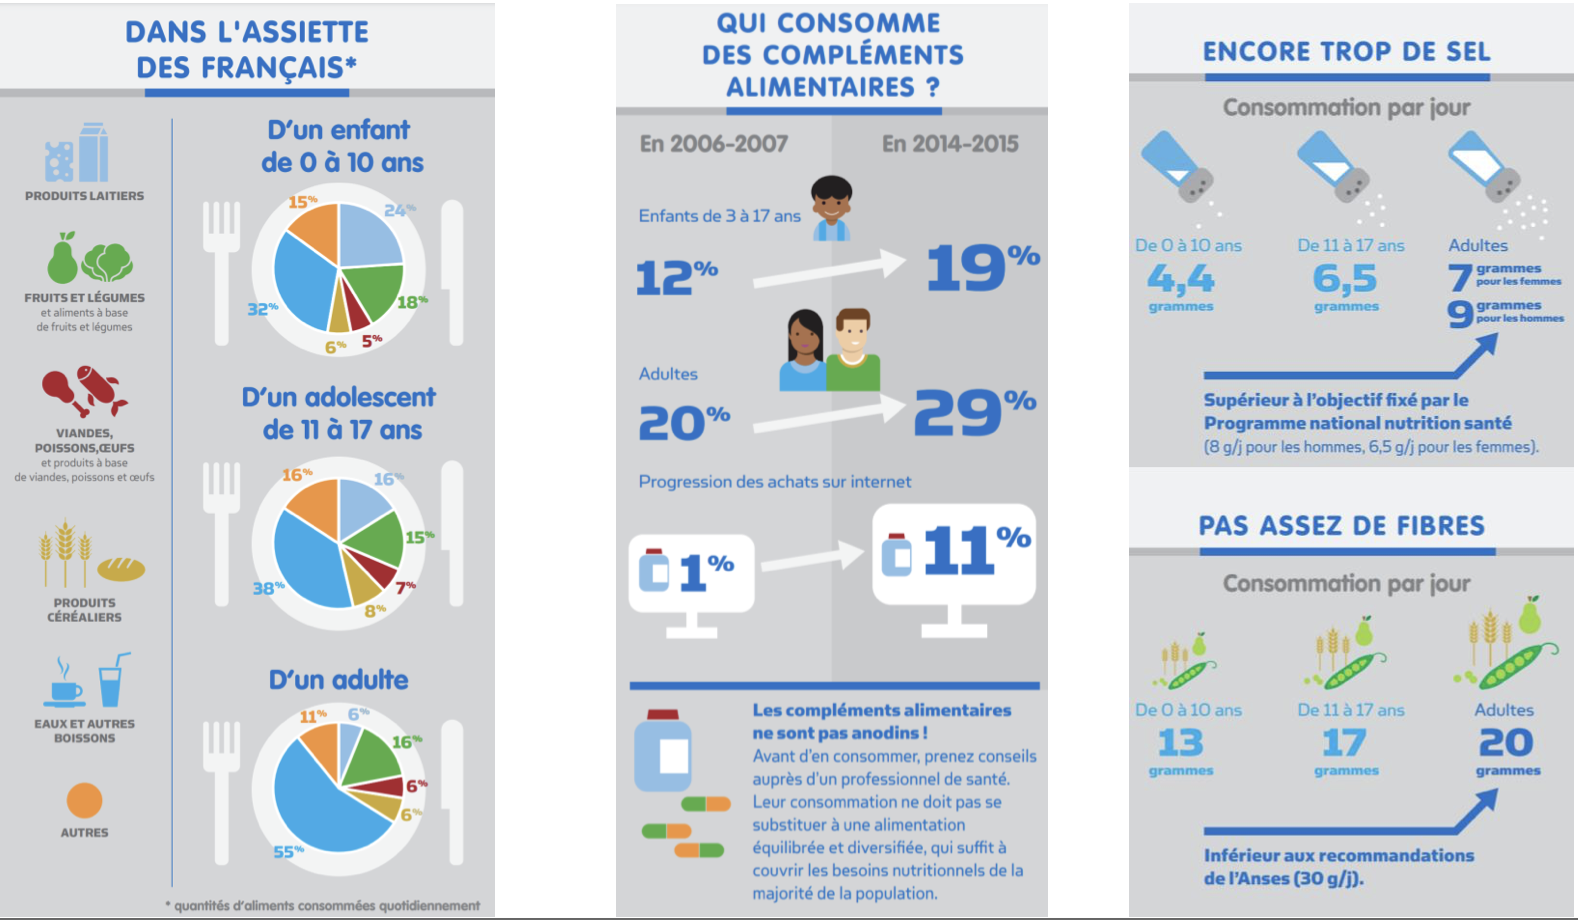 DANS L'ASSIETTE
DES FRANÇAIS*
PRODUITS LAITIERS
FRUITS ET LÉGUMES
et aliments à base
de fruits et légumes
VIANDES,
POISSONS,ŒUFS
et produits à base
de viandes, poissons et œufs
PRODUITS
CÉRÉALIERS
EAUX ET AUTRES
BOISSONS
AUTRES
D'un enfant
de 0 à 10 ans
15%
24%
18%
5%
6%
32%
D'un adolescent
de 11 à 17 ans
16%
16%
15%
7%
8%
38%
D'un adulte
11%
6%
16%
6%
6%
55%
* quantités d'aliments consommées quotidiennement
QUI CONSOMME
DES COMPLÉMENTS
ALIMENTAIRES ?
En 2006-2007
En 2014-2015
Enfants de 3 à 17 ans
12%
19%
Adultes
20%
29%
Progression des achats sur internet
1%
11%
Les compléments alimentaires
ne sont pas anodins !
Avant d'en consommer, prenez conseils
auprès d'un professionnel de santé.
Leur consommation ne doit pas se
substituer à une alimentation
équilibrée et diversifiée, qui suffit à
couvrir les besoins nutritionnels de la
majorité de la population.
ENCORE TROP DE SEL
Consommation par jour
De 0 à 10 ans
4,4
grammes
De 11 à 17 ans
6,5
grammes
Adultes
7 grammes
pour les femmes
9 grammes
pour les hommes
Supérieur à l'objectif fixé par le
Programme national nutrition santé
(8 g/j pour les hommes, 6,5 g/j pour les femmes).
PAS ASSEZ DE FIBRES
Consommation par jour
De 0 à 10 ans
13
grammes
De 11 à 17 ans
17
grammes
Adultes
20
grammes
Inférieur aux recommandations
de l'Anses (30 g/j).